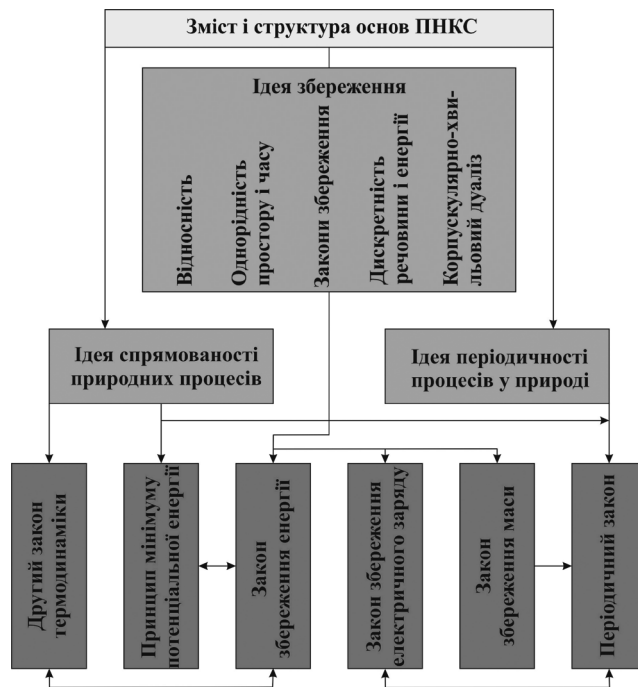 Зміст і структура основ ПНКС
Ідея збереження
Відносність
Однорідність
простору і часу
Закони збереження
Дискретність
речовини і енергії
Корпускулярно-хви-
льовий дуаліз
Ідея спрямованості
природних процесів
Ідея періодичності
процесів у природі
Другий закон
термодинаміки
Принцип мінімуму
потенціальної енергії
Закон
збереження енергії
Закон збереження
електричного заряду
Закон
збереження маси
Періодичний закон